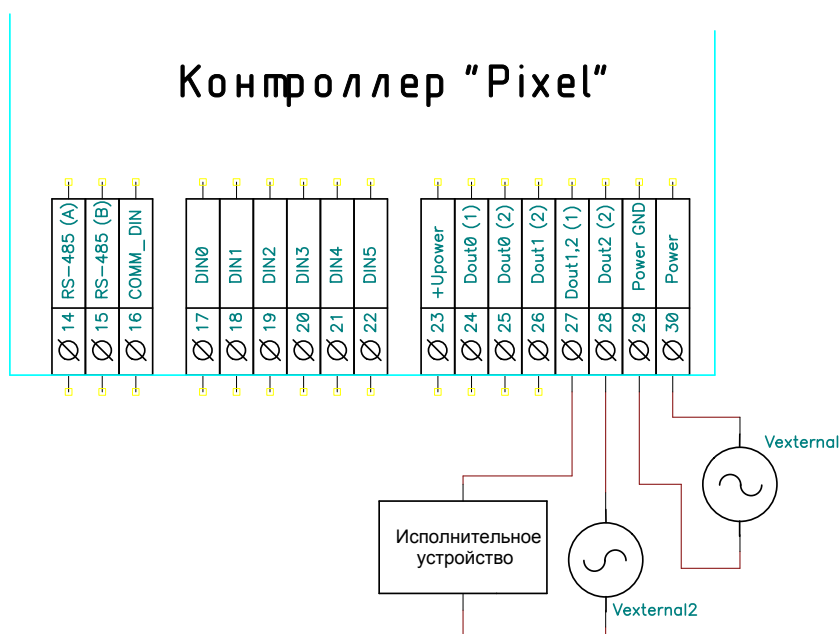 Контроллер "Pixel"
14 RS-485 (A)
15 RS-485 (B)
16 COMM_DIN
17 DIN0
18 DIN1
19 DIN2
20 DIN3
21 DIN4
22 DIN5
23 +Upower
24 Dout0 (1)
25 Dout0 (2)
26 Dout1 (2)
27 Dout1,2 (1)
28 Dout2 (2)
29 Power GND
30 Power
Vexternal
Исполнительное
устройство
Vexternal2